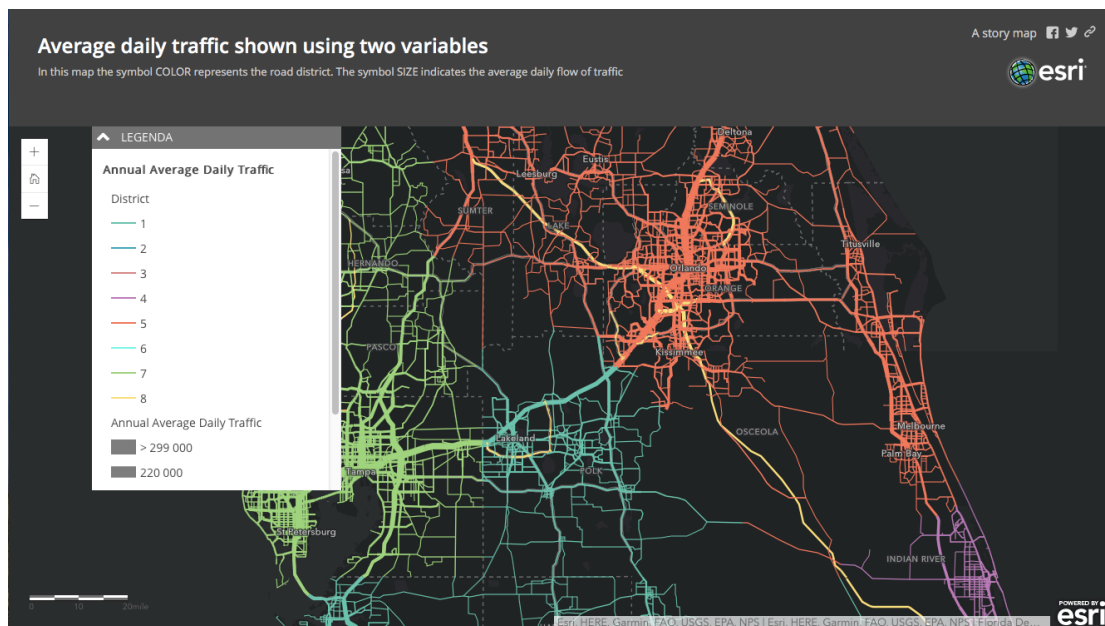 Average daily traffic shown using two variables
In this map the symbol COLOR represents the road district. The symbol SIZE indicates the average daily flow of traffic
A story map
esri
+
−
LEGENDA
Annual Average Daily Traffic
District
1
2
3
4
5
6
7
8
Annual Average Daily Traffic
> 299 000
220 000
sa
Deltona
Eustis
Leesburg
SUMTER
LAKE
SEMINOLE
HERNANDO
Titusville
Orlando
ORANGE
PASCO
Kissimmee
Lakeland
OSCEOLA
Melbourne
Palm Bay
Tampa
POLK
St Petersburg
INDIAN RIVER
0 10 20mile
Esri, HERE, Garmin, FAO, USGS, EPA, NPS | Esri, HERE, Garmin, FAO, USGS, EPA, NPS | Florida De...
POWERED BY
esri